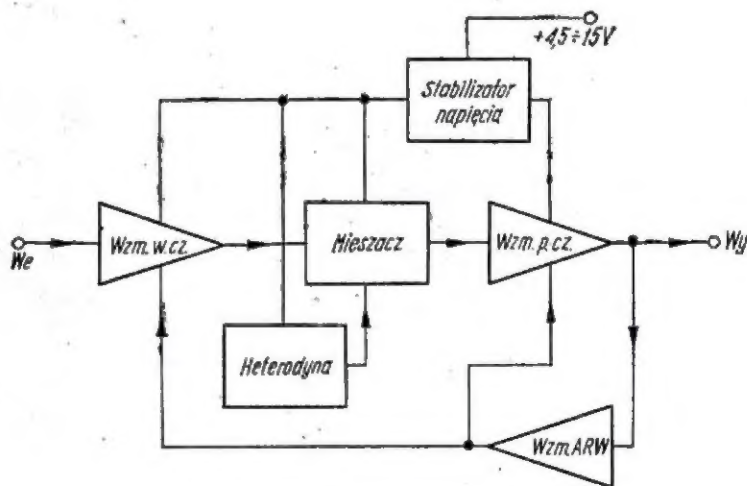 +4,5÷15V
Stabilizator
napięcia
Wzm. w.cz.
Mieszacz
Wzm. p.cz.
We
Wy
Heterodyna
Wzm. ARW